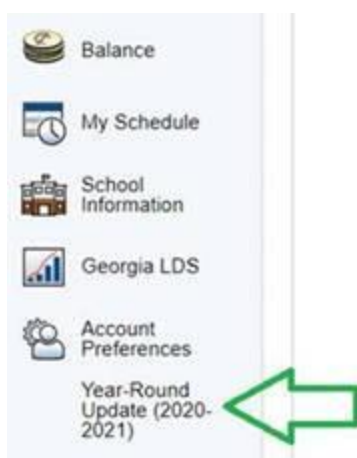 Balance
My Schedule
School
Information
Georgia LDS
Account
Preferences
Year-Round
Update (2020-
2021)